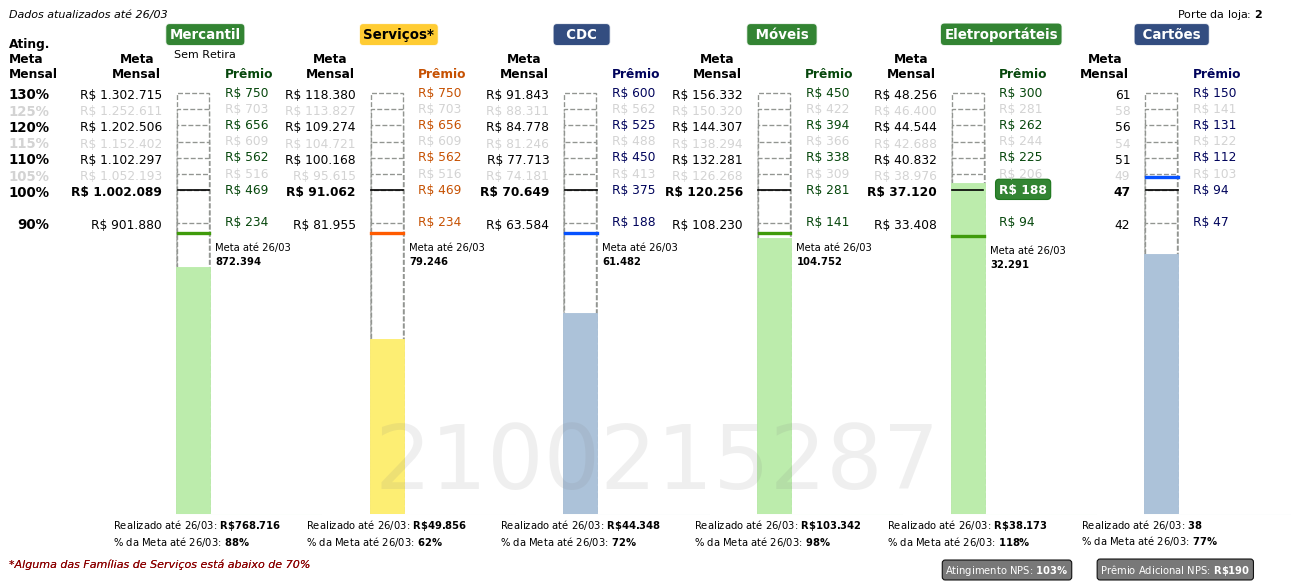 Dados atualizados até 26/03
Porte da loja: 2
Mercantil Serviços* CDC Móveis Eletroportáteis Cartões
Sem Retira
Ating. Meta Mensal
Meta Mensal Prêmio Meta Mensal Prêmio Meta Mensal Prêmio Meta Mensal Prêmio Meta Mensal Prêmio Meta Mensal Prêmio
130% R$ 1.302.715 R$ 750 R$ 118.380 R$ 750 R$ 91.843 R$ 600 R$ 156.332 R$ 450 R$ 48.256 R$ 300 61 R$ 150
125% R$ 1.252.611 R$ 703 R$ 113.827 R$ 703 R$ 88.311 R$ 562 R$ 150.320 R$ 422 R$ 46.400 R$ 281 58 R$ 141
120% R$ 1.202.506 R$ 656 R$ 109.274 R$ 656 R$ 84.778 R$ 525 R$ 144.307 R$ 394 R$ 44.544 R$ 262 56 R$ 131
115% R$ 1.152.402 R$ 609 R$ 104.721 R$ 609 R$ 81.246 R$ 488 R$ 138.294 R$ 366 R$ 42.688 R$ 244 54 R$ 122
110% R$ 1.102.297 R$ 562 R$ 100.168 R$ 562 R$ 77.713 R$ 450 R$ 132.281 R$ 338 R$ 40.832 R$ 225 51 R$ 112
105% R$ 1.052.193 R$ 516 R$ 95.615 R$ 516 R$ 74.181 R$ 413 R$ 126.268 R$ 309 R$ 38.976 R$ 206 49 R$ 103
100% R$ 1.002.089 R$ 469 R$ 91.062 R$ 469 R$ 70.649 R$ 375 R$ 120.256 R$ 281 R$ 37.120 R$ 188 47 R$ 94
90% R$ 901.880 R$ 234 R$ 81.955 R$ 234 R$ 63.584 R$ 188 R$ 108.230 R$ 141 R$ 33.408 R$ 94 42 R$ 47
Meta até 26/03 Meta até 26/03 Meta até 26/03 Meta até 26/03 Meta até 26/03
872.394 79.246 61.482 104.752 32.291
2100215287
Realizado até 26/03: R$768.716 Realizado até 26/03: R$49.856 Realizado até 26/03: R$44.348 Realizado até 26/03: R$103.342 Realizado até 26/03: R$38.173 Realizado até 26/03: 38
% da Meta até 26/03: 88% % da Meta até 26/03: 62% % da Meta até 26/03: 72% % da Meta até 26/03: 98% % da Meta até 26/03: 118% % da Meta até 26/03: 77%
*Alguma das Famílias de Serviços está abaixo de 70%
Atingimento NPS: 103% Prêmio Adicional NPS: R$190